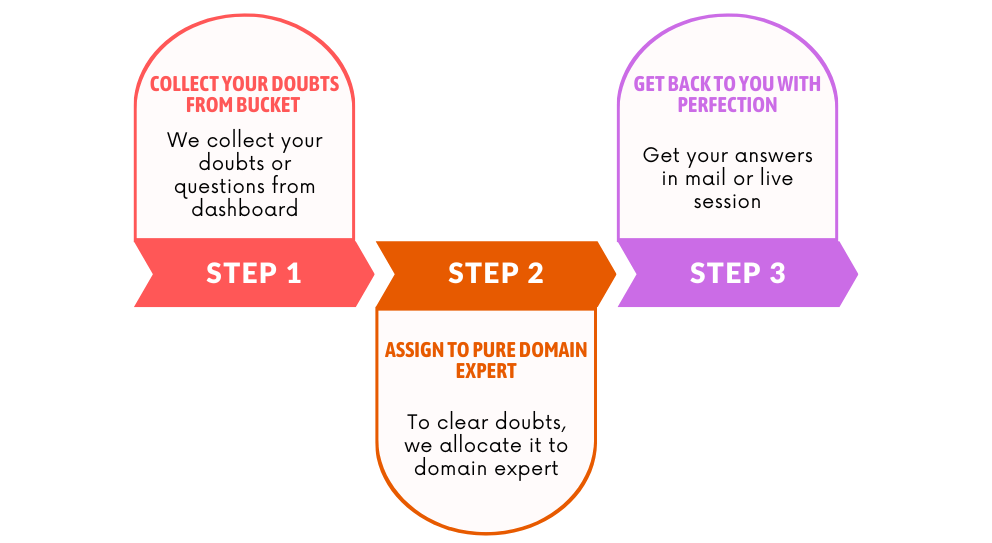 COLLECT YOUR DOUBTS
FROM BUCKET
We collect your
doubts or
questions from
dashboard
STEP 1
STEP 2
ASSIGN TO PURE DOMAIN
EXPERT
To clear doubts,
we allocate it to
domain expert
GET BACK TO YOU WITH
PERFECTION
Get your answers
in mail or live
session
STEP 3